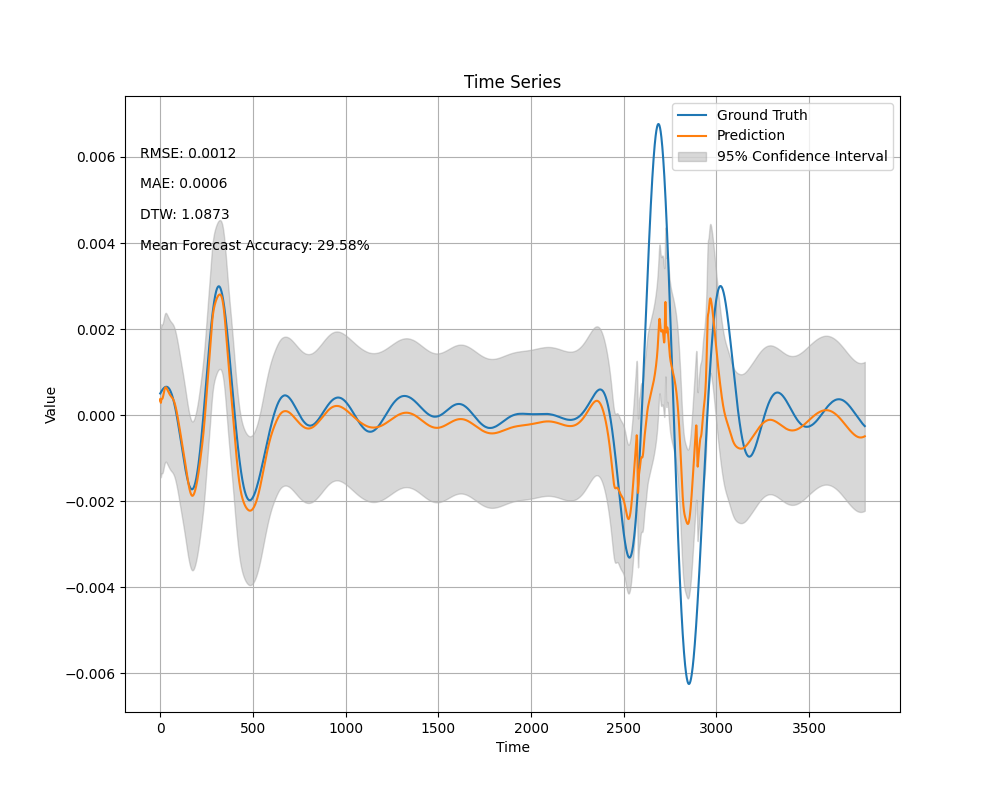 Time Series
Ground Truth
Prediction
95% Confidence Interval
RMSE: 0.0012
MAE: 0.0006
DTW: 1.0873
Mean Forecast Accuracy: 29.58%
Value
0.006
0.004
0.002
0.000
−0.002
−0.004
−0.006
0
500
1000
1500
2000
2500
3000
3500
Time